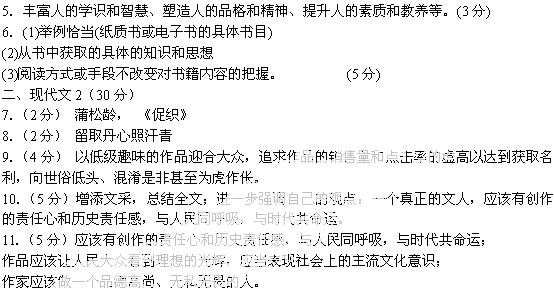 5．丰富人的学识和智慧、塑造人的品格和精神、提升人的素质和教养等。(3分)
6．(1)举例恰当(纸质书或电子书的具体书目)
(2)从书中获取的具体的知识和思想
(3)阅读方式或手段不改变对书籍内容的把握。 (5分)
二、现代文2(30分)
7．(2分) 蒲松龄， 《促织》
8．(2分) 留取丹心照汗青
9．(4分) 以低级趣味的作品迎合大众，追求作品的销售量和点击率的虚高以达到获取名
利，向世俗低头、混淆是非甚至为虎作伥。
10．(5分)增添文采，总结全文；进一步强调自己的观点：一个真正的文人，应该有创作
的责任心和历史责任感，与人民同呼吸，与时代共命运。
11．(5分)应该有创作的责任心和历史责任感、与人民同呼吸，与时代共命运；
作品应该让人民大众看到理想的光辉，应当表现社会上的主流文化意识；
作家应该做一个品德高尚、无私无畏的人。